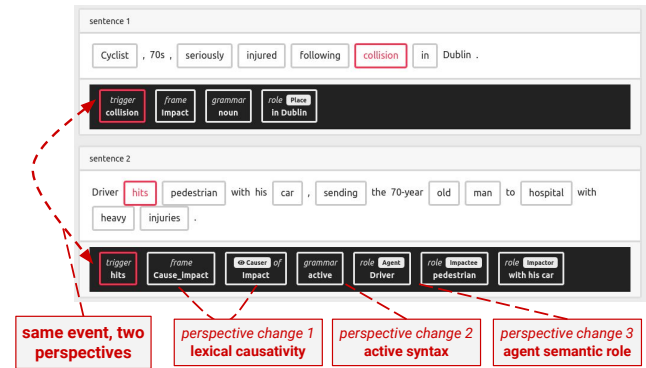 sentence 1
Cyclist , 70s , seriously injured following collision in Dublin .
trigger frame grammar role Place
collision Impact noun in Dublin
sentence 2
Driver hits pedestrian with his car , sending the 70-year old man to hospital with
heavy injuries .
trigger frame Causer of grammar role Agent role Impactee role Impactor
hits Cause_impact Impact active Driver pedestrian with his car
same event, two
perspectives
perspective change 1
lexical causativity
perspective change 2
active syntax
perspective change 3
agent semantic role